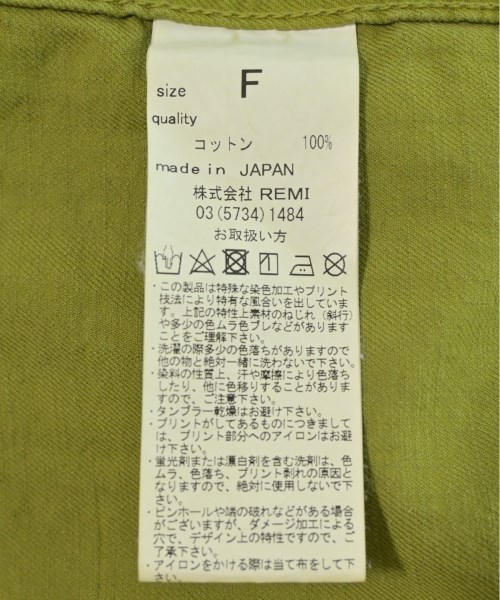 size F
quality
コットン 100%
made in JAPAN
株式会社 REMI
03(5734)1484
お取扱い方
・この製品は特殊な染色加工やプリント
技法により特有な風合いを出していま
す。上記の特性上素材のねじれ（斜行）
や多少の色ムラ色ブレなどがあります
ことをご理解下さい。
・洗濯の際多少の色落ちがありますので
他の物と絶対一緒に洗わないで下さい。
・染料の性質上、汗や摩擦により色落ち
したり、他に色移りすることがありま
すので、ご注意下さい。
・タンブラー乾燥はお避け下さい。
・プリントがしてあるものにつきまして
は、プリント部分へのアイロンはお避
け下さい。
・蛍光剤または漂白剤を含む洗剤は、色
ムラ、色落ち、プリント剥れの原因と
なりますので、絶対に使用しないで下
さい。
・ピンホールや端の破れなどがある場合
がございますが、ダメージ加工による
穴で、デザイン上の特性ですので、ご
了承下さい。
・アイロンをかける際は当て布をして下
さい。